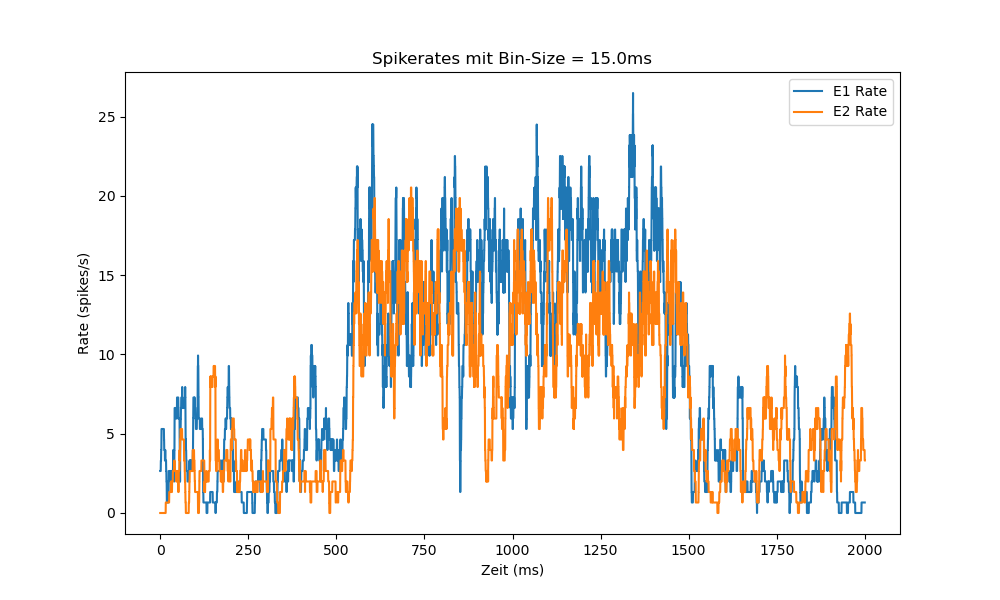 Spikerates mit Bin-Size = 15.0ms
E1 Rate
E2 Rate
Rate (spikes/s)
25
20
15
10
5
0
0 250 500 750 1000 1250 1500 1750 2000
Zeit (ms)